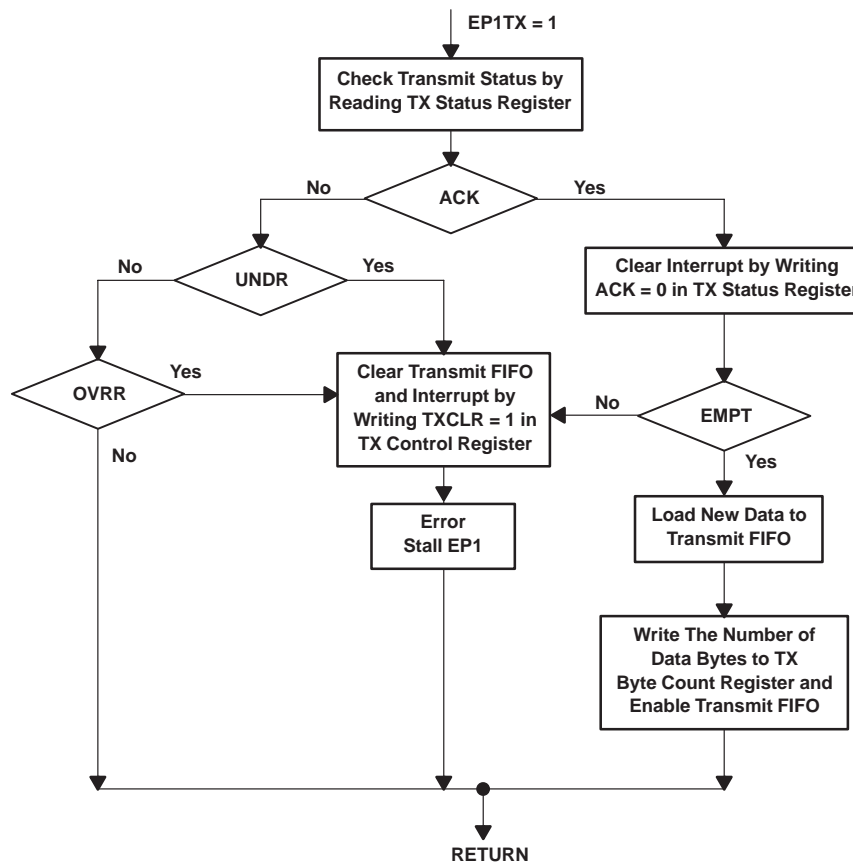 EP1TX = 1
Check Transmit Status by
Reading TX Status Register
No
ACK
Yes
No
UNDR
Yes
Clear Interrupt by Writing
ACK = 0 in TX Status Register
OVRR
Yes
Clear Transmit FIFO
and Interrupt by
Writing TXCLR = 1 in
TX Control Register
No
EMPT
No
Yes
Error
Stall EP1
Load New Data to
Transmit FIFO
Write The Number of
Data Bytes to TX
Byte Count Register and
Enable Transmit FIFO
RETURN